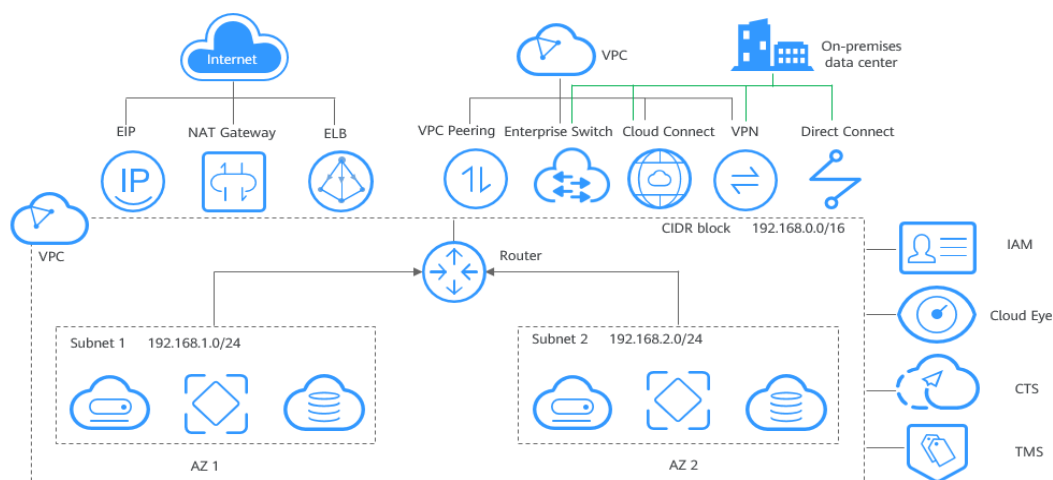 Internet
VPC
On-premises
data center
EIP
NAT Gateway
ELB
VPC Peering
Enterprise Switch
Cloud Connect
VPN
Direct Connect
IP
VPC
CIDR block 192.168.0.0/16
Router
IAM
Cloud Eye
CTS
TMS
Subnet 1 192.168.1.0/24
Subnet 2 192.168.2.0/24
AZ 1
AZ 2